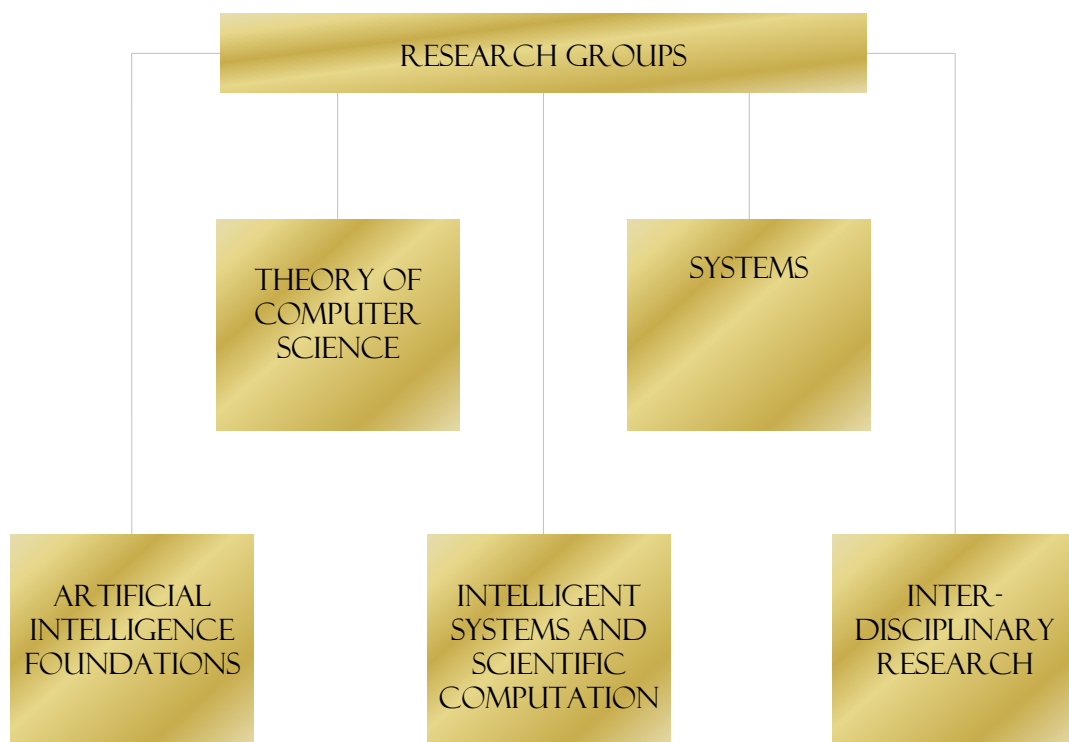 RESEARCH GROUPS
THEORY OF
COMPUTER
SCIENCE
SYSTEMS
ARTIFICIAL
INTELLIGENCE
FOUNDATIONS
INTELLIGENT
SYSTEMS AND
SCIENTIFIC
COMPUTATION
INTER-
DISCIPLINARY
RESEARCH